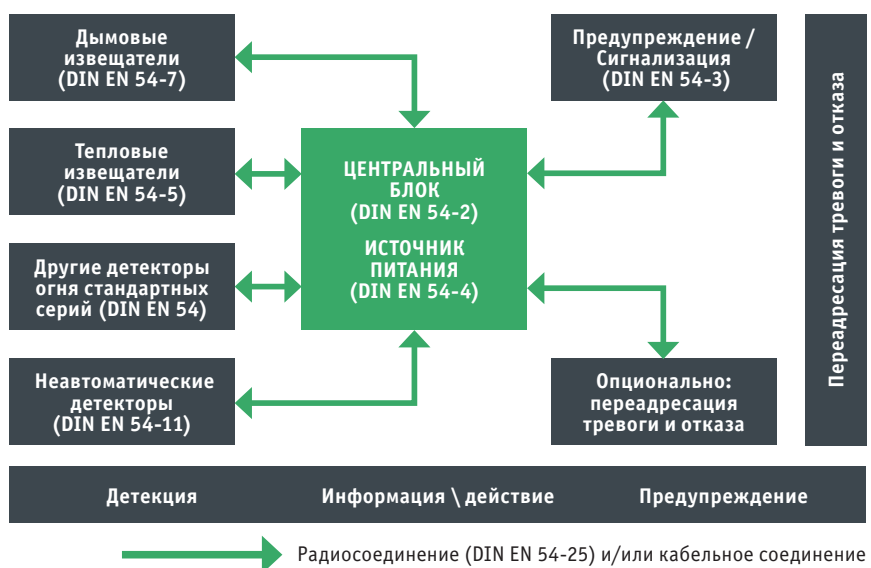 Дымовые
извещатели
(DIN EN 54-7)
Тепловые
извещатели
(DIN EN 54-5)
Другие детекторы
огня стандартных
серий (DIN EN 54)
Неавтоматические
детекторы
(DIN EN 54-11)
ЦЕНТРАЛЬНЫЙ
БЛОК
(DIN EN 54-2)
ИСТОЧНИК
ПИТАНИЯ
(DIN EN 54-4)
Предупреждение /
Сигнализация
(DIN EN 54-3)
Опционально:
переадресация
тревоги и отказа
Переадресация тревоги и отказа
Детекция
Информация \ действие
Предупреждение
Радиосоединение (DIN EN 54-25) и/или кабельное соединение